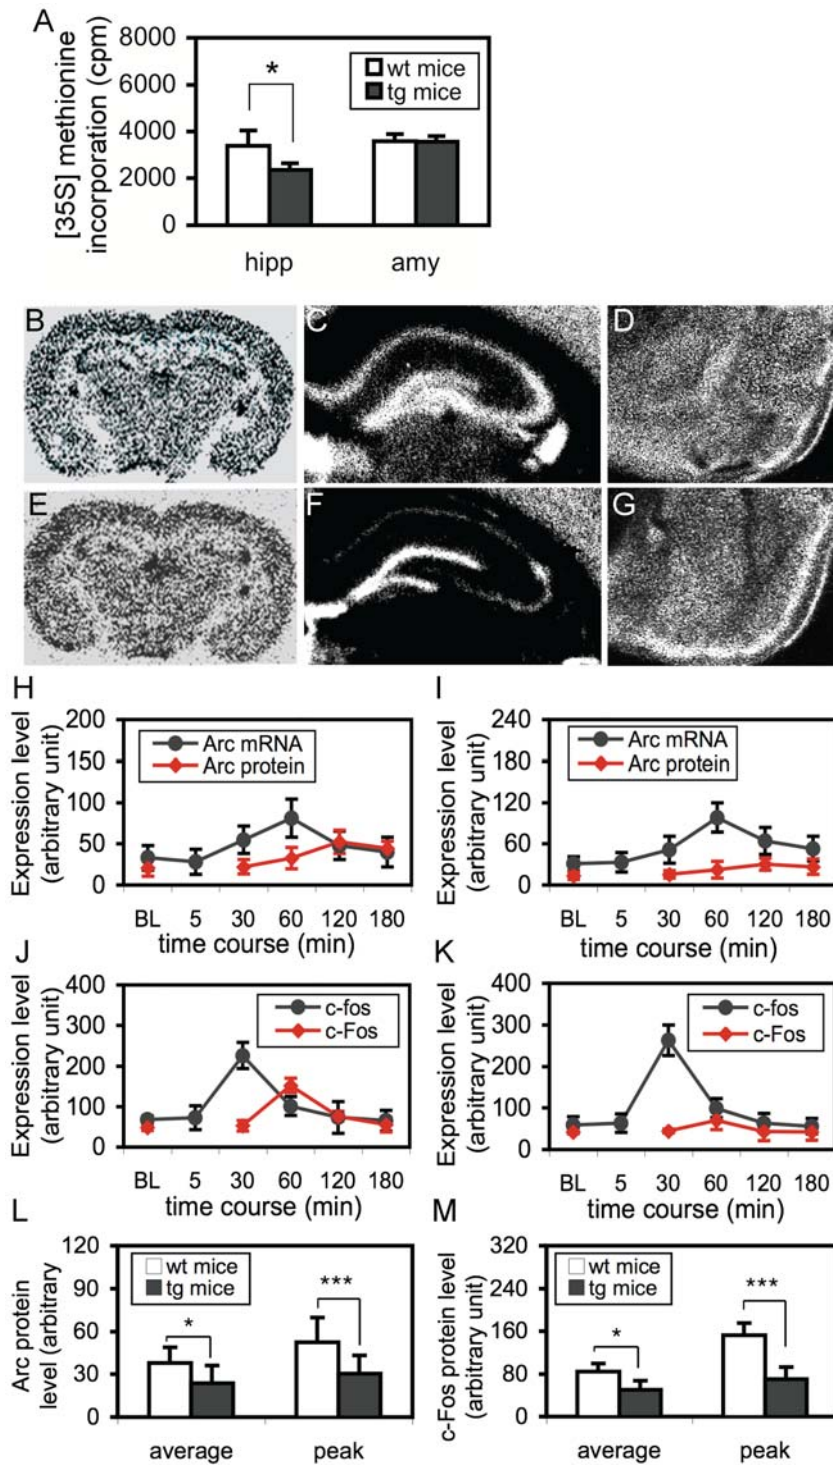 A
[35S] methionine
incorporation (cpm)
8000
6000
4000
2000
0
*
wt mice
tg mice
hipp amy
B C D
E F G
H
Expression level
(arbitrary unit)
200
150
100
50
0
Arc mRNA
Arc protein
BL 5 30 60 120 180
time course (min)
I
Expression level
(arbitrary unit)
240
180
120
60
0
Arc mRNA
Arc protein
BL 5 30 60 120 180
time course (min)
J
Expression level
(arbitrary unit)
400
300
200
100
0
c-fos
c-Fos
BL 5 30 60 120 180
time course (min)
K
Expression level
(arbitrary unit)
400
300
200
100
0
c-fos
c-Fos
BL 5 30 60 120 180
time course (min)
L
Arc protein
level (arbitrary
120
90
60
30
0
wt mice
tg mice
* ***
average peak
M
c-Fos protein level
(arbitrary unit)
320
240
160
80
0
wt mice
tg mice
* ***
average peak